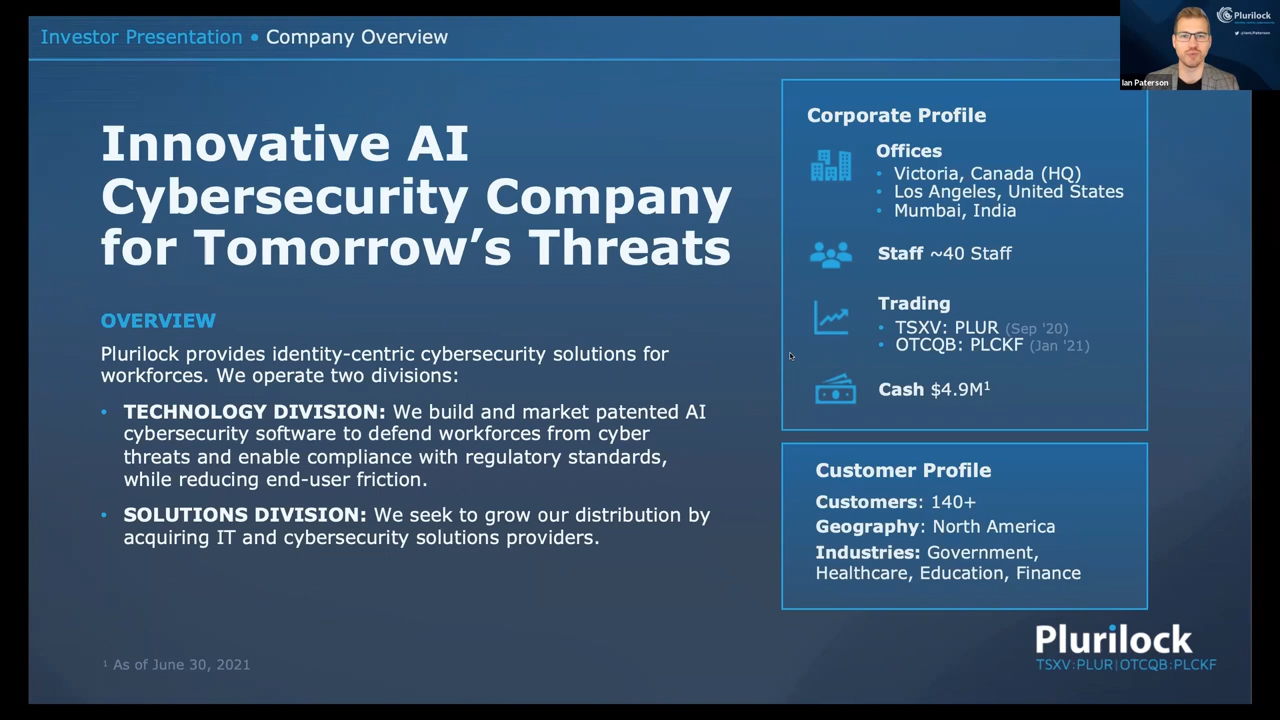 Investor Presentation • Company Overview
Plurilock
Ian Paterson
Innovative AI
Cybersecurity Company
for Tomorrow’s Threats
OVERVIEW
Plurilock provides identity-centric cybersecurity solutions for
workforces. We operate two divisions:
• TECHNOLOGY DIVISION: We build and market patented AI
cybersecurity software to defend workforces from cyber
threats and enable compliance with regulatory standards,
while reducing end-user friction.
• SOLUTIONS DIVISION: We seek to grow our distribution by
acquiring IT and cybersecurity solutions providers.
¹ As of June 30, 2021
Corporate Profile
Offices
• Victoria, Canada (HQ)
• Los Angeles, United States
• Mumbai, India
Staff ~40 Staff
Trading
• TSXV: PLUR (Sep '20)
• OTCQB: PLCKF (Jan '21)
Cash $4.9M¹
Customer Profile
Customers: 140+
Geography: North America
Industries: Government,
Healthcare, Education, Finance
Plurilock
TSXV:PLUR|OTCQB:PLCKF